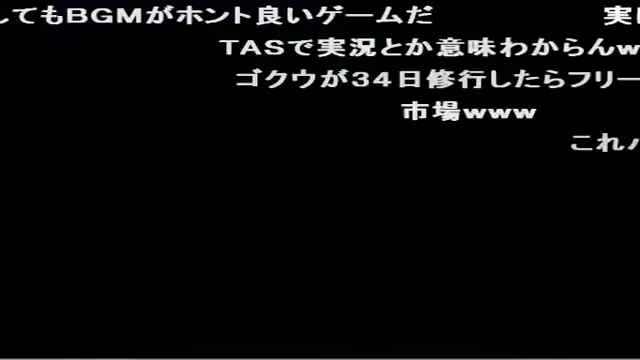 してもBGMがホント良いゲームだ
実
TASで実況とか意味わからんw
ゴクウが34日修行したらフリー
市場www
これ